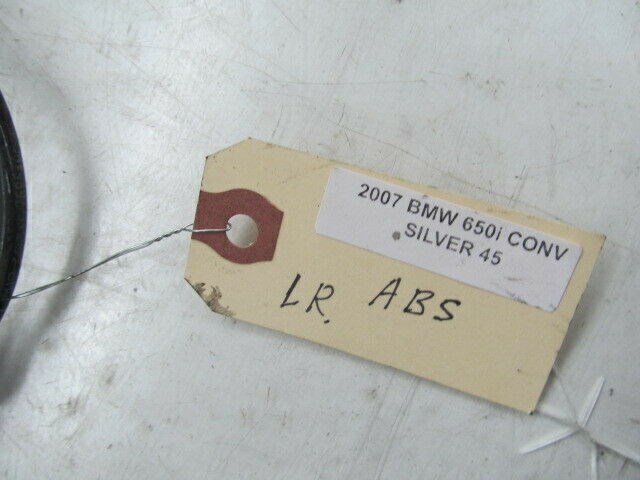 2007 BMW 650i CONV
SILVER 45
LR. ABS